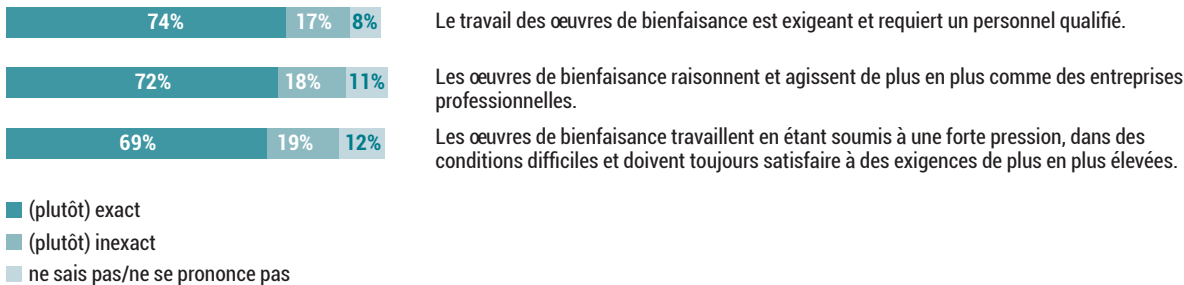 74% 17% 8% Le travail des œuvres de bienfaisance est exigeant et requiert un personnel qualifié.
72% 18% 11% Les œuvres de bienfaisance raisonnent et agissent de plus en plus comme des entreprises
professionnelles.
69% 19% 12% Les œuvres de bienfaisance travaillent en étant soumis à une forte pression, dans des
conditions difficiles et doivent toujours satisfaire à des exigences de plus en plus élevées.
(plutôt) exact
(plutôt) inexact
ne sais pas/ne se prononce pas